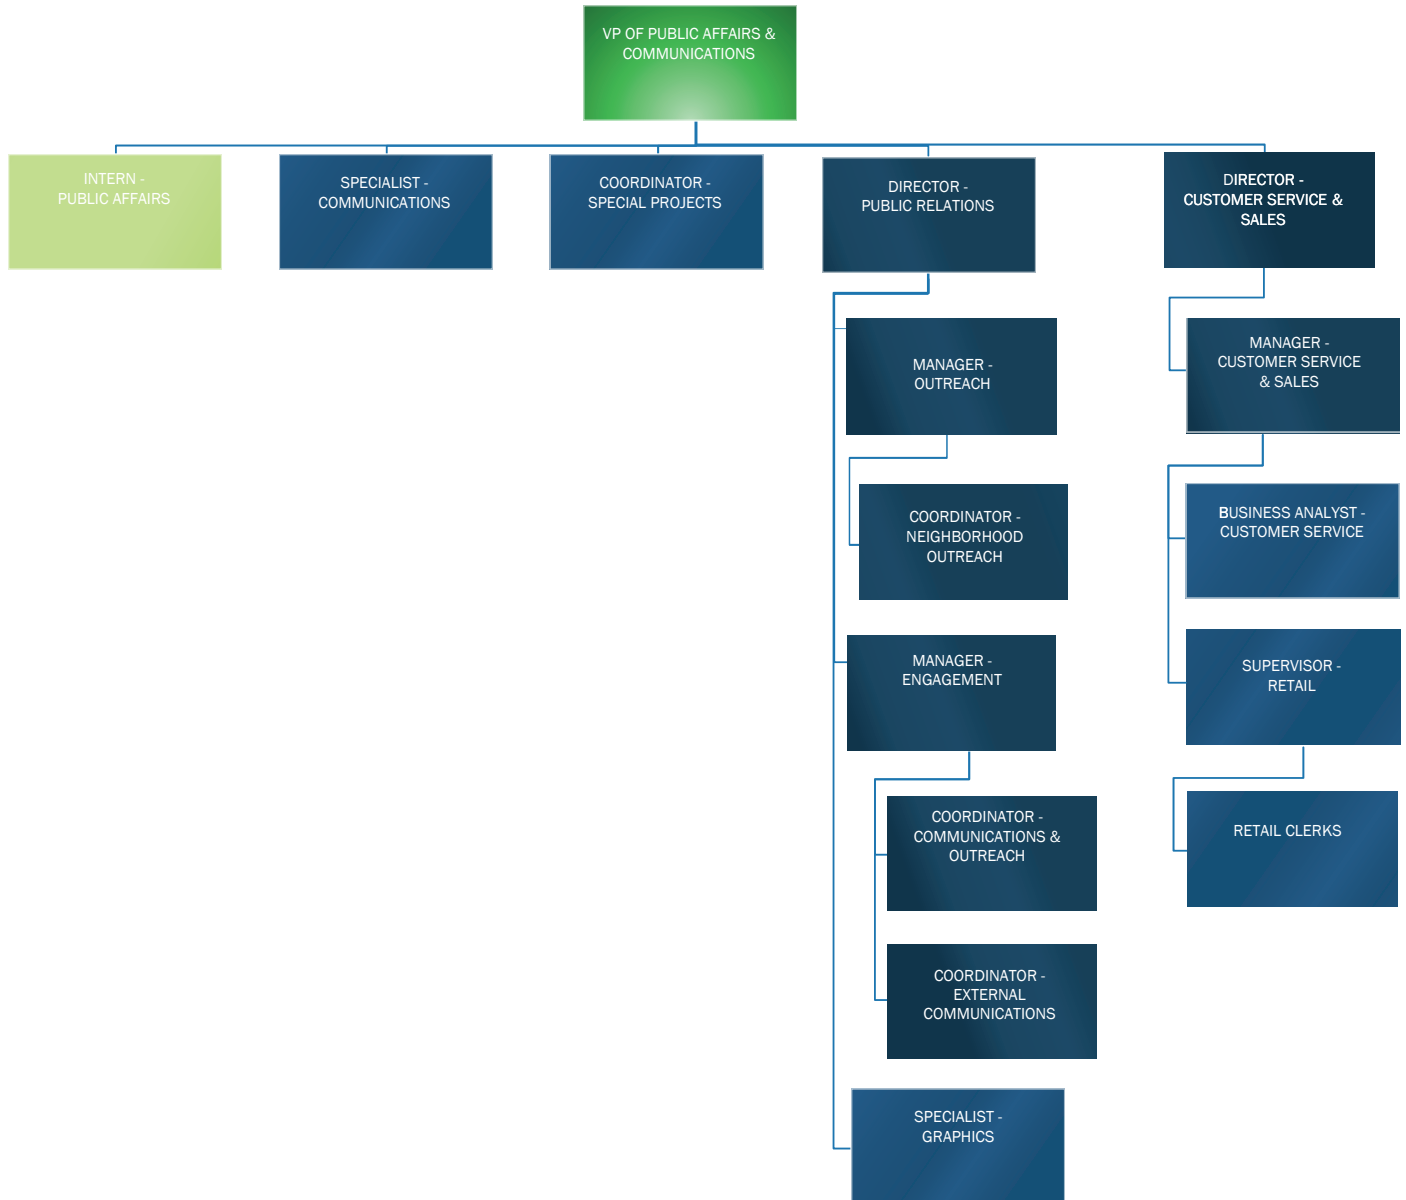 VP OF PUBLIC AFFAIRS &
COMMUNICATIONS
INTERN -
PUBLIC AFFAIRS
SPECIALIST -
COMMUNICATIONS
COORDINATOR -
SPECIAL PROJECTS
DIRECTOR -
PUBLIC RELATIONS
DIRECTOR -
CUSTOMER SERVICE &
SALES
MANAGER -
OUTREACH
COORDINATOR -
NEIGHBORHOOD
OUTREACH
MANAGER -
ENGAGEMENT
COORDINATOR -
COMMUNICATIONS &
OUTREACH
COORDINATOR -
EXTERNAL
COMMUNICATIONS
SPECIALIST -
GRAPHICS
MANAGER -
CUSTOMER SERVICE
& SALES
BUSINESS ANALYST -
CUSTOMER SERVICE
SUPERVISOR -
RETAIL
RETAIL CLERKS